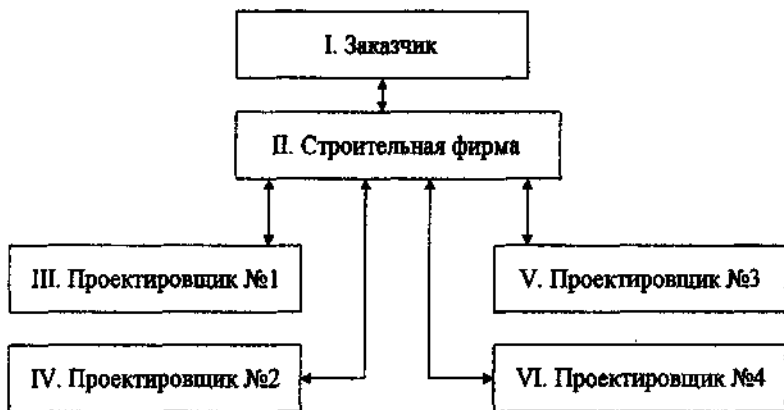 I. Заказчик
II. Строительная фирма
III. Проектировщик №1
V. Проектировщик №3
IV. Проектировщик №2
VI. Проектировщик №4